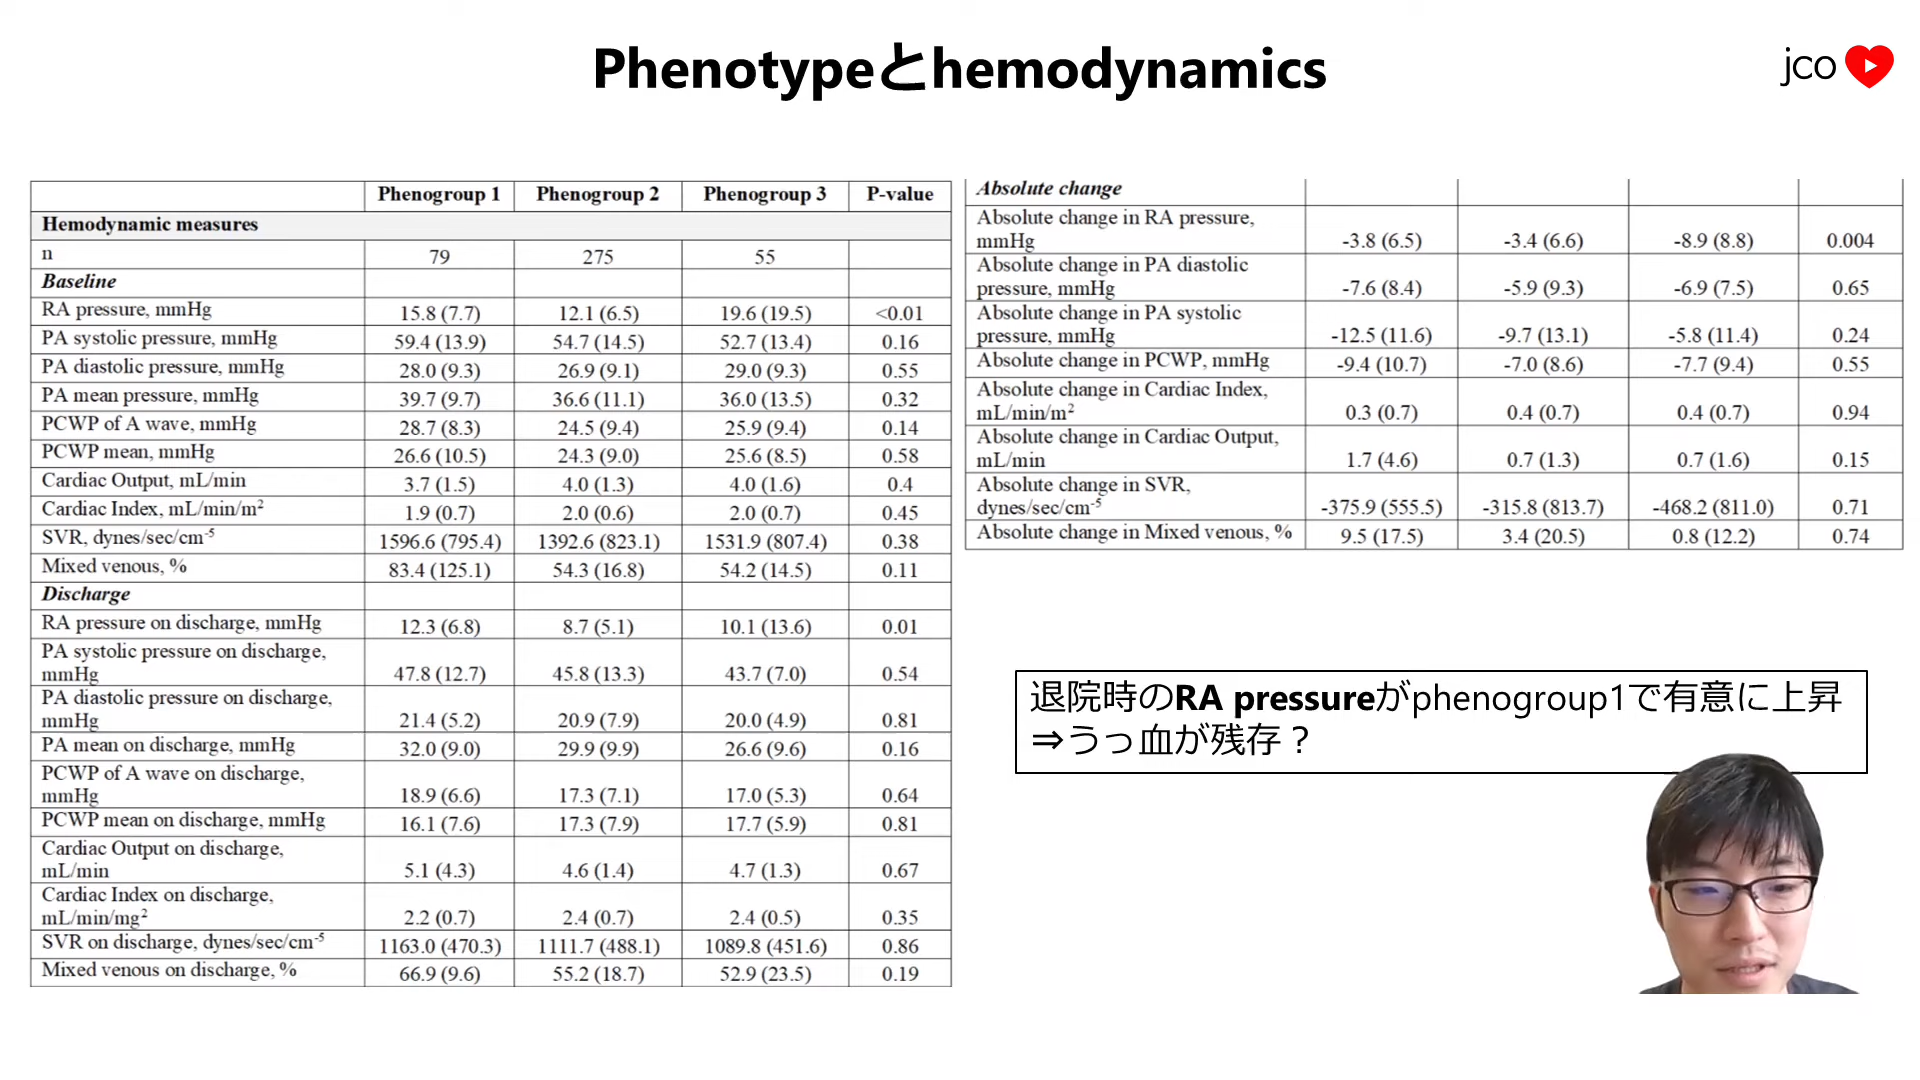 Phenotypeとhemodynamics
jco
Phenogroup 1 Phenogroup 2 Phenogroup 3 P-value
Hemodynamic measures
n 79 275 55
Baseline
RA pressure, mmHg 15.8 (7.7) 12.1 (6.5) 19.6 (19.5) <0.01
PA systolic pressure, mmHg 59.4 (13.9) 54.7 (14.5) 52.7 (13.4) 0.16
PA diastolic pressure, mmHg 28.0 (9.3) 26.9 (9.1) 29.0 (9.3) 0.55
PA mean pressure, mmHg 39.7 (9.7) 36.6 (11.1) 36.0 (13.5) 0.32
PCWP of A wave, mmHg 28.7 (8.3) 24.5 (9.4) 25.9 (9.4) 0.14
PCWP mean, mmHg 26.6 (10.5) 24.3 (9.0) 25.6 (8.5) 0.58
Cardiac Output, mL/min 3.7 (1.5) 4.0 (1.3) 4.0 (1.6) 0.4
Cardiac Index, mL/min/m² 1.9 (0.7) 2.0 (0.6) 2.0 (0.7) 0.45
SVR, dynes/sec/cm⁻⁵ 1596.6 (795.4) 1392.6 (823.1) 1531.9 (807.4) 0.38
Mixed venous, % 83.4 (125.1) 54.3 (16.8) 54.2 (14.5) 0.11
Discharge
RA pressure on discharge, mmHg 12.3 (6.8) 8.7 (5.1) 10.1 (13.6) 0.01
PA systolic pressure on discharge,
mmHg 47.8 (12.7) 45.8 (13.3) 43.7 (7.0) 0.54
PA diastolic pressure on discharge,
mmHg 21.4 (5.2) 20.9 (7.9) 20.0 (4.9) 0.81
PA mean on discharge, mmHg 32.0 (9.0) 29.9 (9.9) 26.6 (9.6) 0.16
PCWP of A wave on discharge,
mmHg 18.9 (6.6) 17.3 (7.1) 17.0 (5.3) 0.64
PCWP mean on discharge, mmHg 16.1 (7.6) 17.3 (7.9) 17.7 (5.9) 0.81
Cardiac Output on discharge,
mL/min 5.1 (4.3) 4.6 (1.4) 4.7 (1.3) 0.67
Cardiac Index on discharge,
mL/min/mg² 2.2 (0.7) 2.4 (0.7) 2.4 (0.5) 0.35
SVR on discharge, dynes/sec/cm⁻⁵ 1163.0 (470.3) 1111.7 (488.1) 1089.8 (451.6) 0.86
Mixed venous on discharge, % 66.9 (9.6) 55.2 (18.7) 52.9 (23.5) 0.19
Absolute change
Absolute change in RA pressure,
mmHg -3.8 (6.5) -3.4 (6.6) -8.9 (8.8) 0.004
Absolute change in PA diastolic
pressure, mmHg -7.6 (8.4) -5.9 (9.3) -6.9 (7.5) 0.65
Absolute change in PA systolic
pressure, mmHg -12.5 (11.6) -9.7 (13.1) -5.8 (11.4) 0.24
Absolute change in PCWP, mmHg -9.4 (10.7) -7.0 (8.6) -7.7 (9.4) 0.55
Absolute change in Cardiac Index,
mL/min/m² 0.3 (0.7) 0.4 (0.7) 0.4 (0.7) 0.94
Absolute change in Cardiac Output,
mL/min 1.7 (4.6) 0.7 (1.3) 0.7 (1.6) 0.15
Absolute change in SVR,
dynes/sec/cm⁻⁵ -375.9 (555.5) -315.8 (813.7) -468.2 (811.0) 0.71
Absolute change in Mixed venous, % 9.5 (17.5) 3.4 (20.5) 0.8 (12.2) 0.74
退院時のRA pressureがphenogroup1で有意に上昇
⇒うっ血が残存？